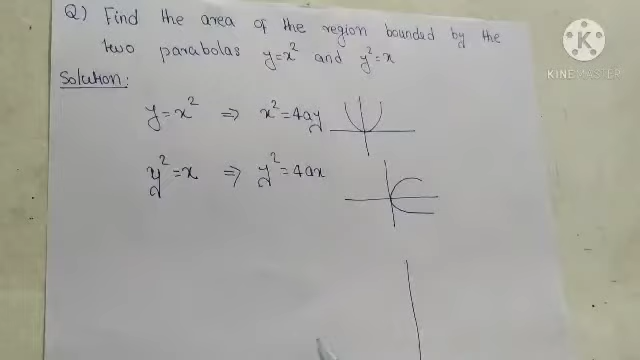 Q) Find the area of the region bounded by the
two parabolas y=x² and y²=x
Solution:
y=x² ⇒ x²=4ay
y²=x ⇒ y²=4ax
KINEMASTER